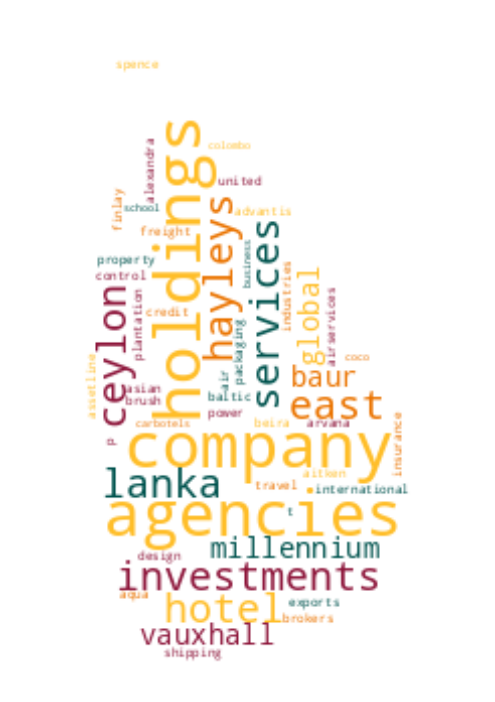 spence
holdings
colombo
alexandra
united
finlay
school
hayleys
advantis
services
freight
business
property
control
ceylon
plantation
industries
global
airservices
credit
packaging
assetline
air
coco
baur
asian
brush
baltic
east
power
p
carbotels
beira
arvana
insurance
company
aitken
lanka
travel
international
agencies
t
millennium
design
investments
aqua
hotel
exports
brokers
vauxhall
shipping